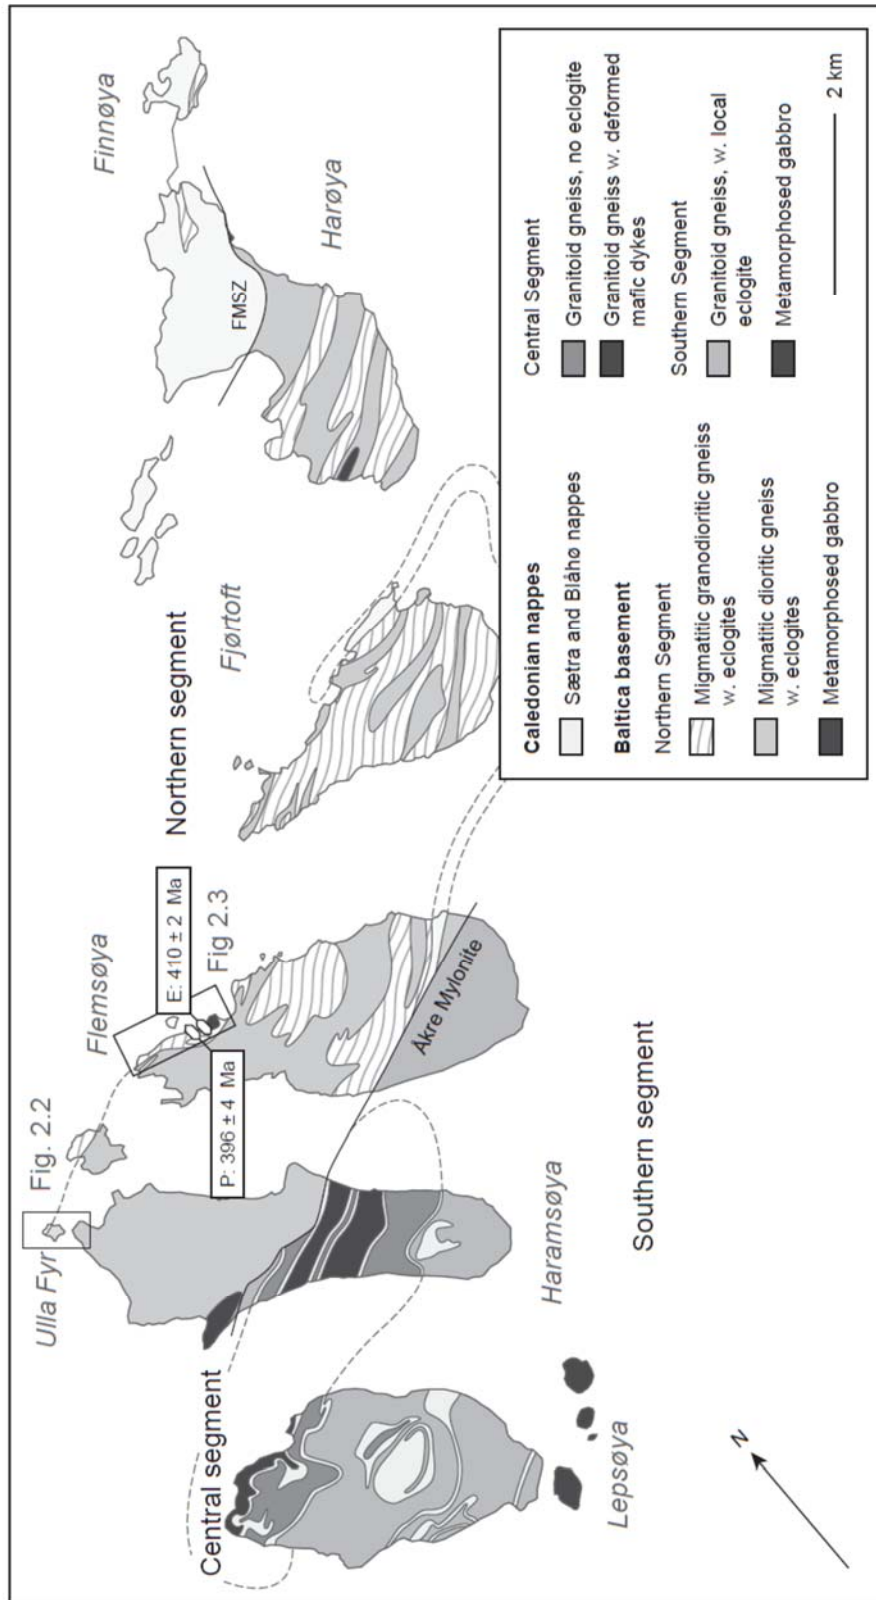 Ulla Fyr
Fig. 2.2
Flemsøya
E: 410 ± 2 Ma
Fig 2.3
P: 396 ± 4 Ma
Northern segment
Fjørtoft
Finnøya
FMSZ
Harøya
Central segment
Åkre Mylonite
Lepsøya
Haramsøya
Southern segment
N
Caledonian nappes
Sætra and Blåhø nappes
Baltica basement
Northern Segment
Migmatitic granodioritic gneiss
w. eclogites
Migmatitic dioritic gneiss
w. eclogites
Metamorphosed gabbro
Central Segment
Granitoid gneiss, no eclogite
Granitoid gneiss w. deformed
mafic dykes
Southern Segment
Granitoid gneiss, w. local
eclogite
Metamorphosed gabbro
2 km